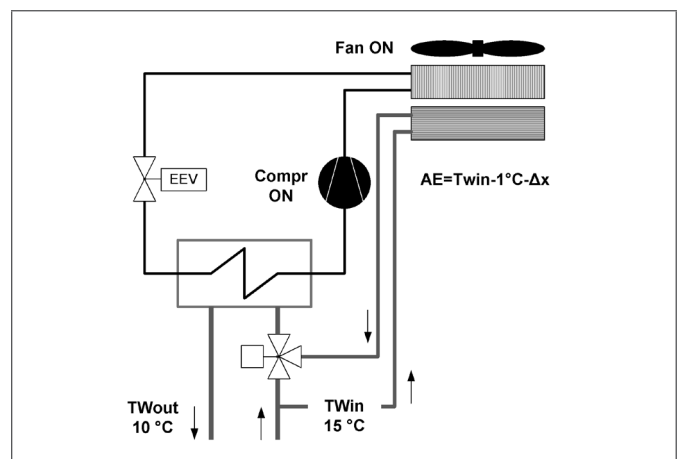 Fan ON
EEV
Compr
ON
AE=Twin-1°C-Δx
TWout
10 °C
TWin
15 °C